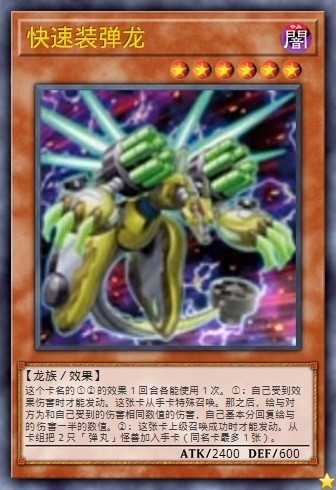 快速装弹龙
闇
【龙族／效果】
这个卡名的①②的效果1回合各能使用1次。①：自己受到效
果伤害时才能发动。这张卡从手卡特殊召唤。那之后，给与对
方为和自己受到的伤害相同数值的伤害，自己基本分回复给与
的伤害一半的数值。②：这张卡上级召唤成功时才能发动。从
卡组把2只「弹丸」怪兽加入手卡（同名卡最多1张）。
ATK/2400 DEF/600